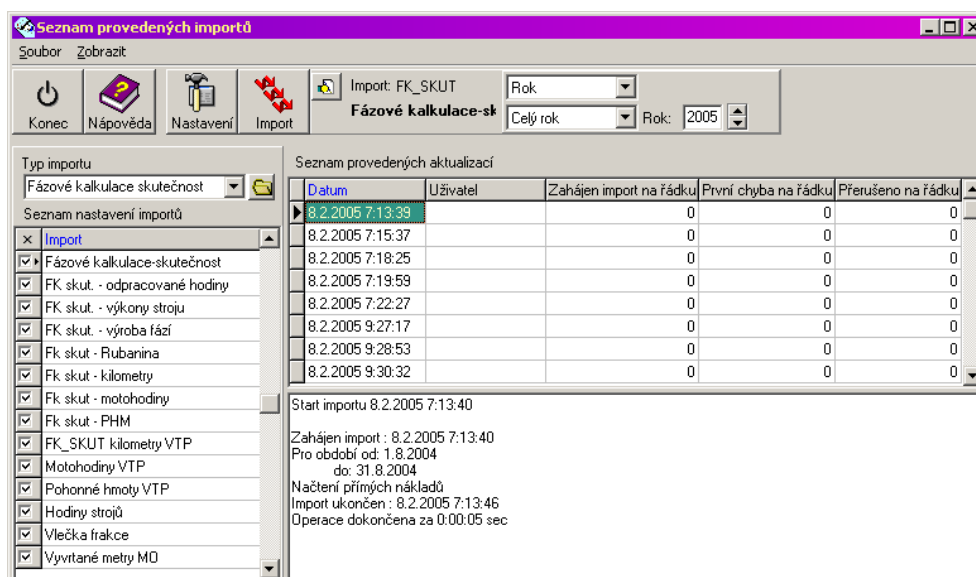 Seznam provedených importů
Soubor Zobrazit
Konec Nápověda Nastavení Import
Import: FK_SKUT
Fázové kalkulace-sk
Rok
Celý rok
Rok: 2005
Typ importu
Fázové kalkulace skutečnost
Seznam nastavení importů
× Import
Fázové kalkulace-skutečnost
FK skut. - odpracované hodiny
FK skut. - výkony stroju
FK skut. - výroba fází
Fk skut - Rubanina
Fk skut - kilometry
Fk skut - motohodiny
Fk skut - PHM
FK_SKUT kilometry VTP
Motohodiny VTP
Pohonné hmoty VTP
Hodiny strojů
Vlečka frakce
Vyvrtané metry MO
Seznam provedených aktualizací
Datum Uživatel Zahájen import na řádku První chyba na řádku Přerušeno na řádku
8.2.2005 7:13:39 0 0 0
8.2.2005 7:15:37 0 0 0
8.2.2005 7:18:25 0 0 0
8.2.2005 7:19:59 0 0 0
8.2.2005 7:22:27 0 0 0
8.2.2005 9:27:17 0 0 0
8.2.2005 9:28:53 0 0 0
8.2.2005 9:30:32 0 0 0
Start importu 8.2.2005 7:13:40
Zahájen import : 8.2.2005 7:13:40
Pro období od: 1.8.2004
do: 31.8.2004
Načtení přímých nákladů
Import ukončen : 8.2.2005 7:13:46
Operace dokončena za 0:00:05 sec